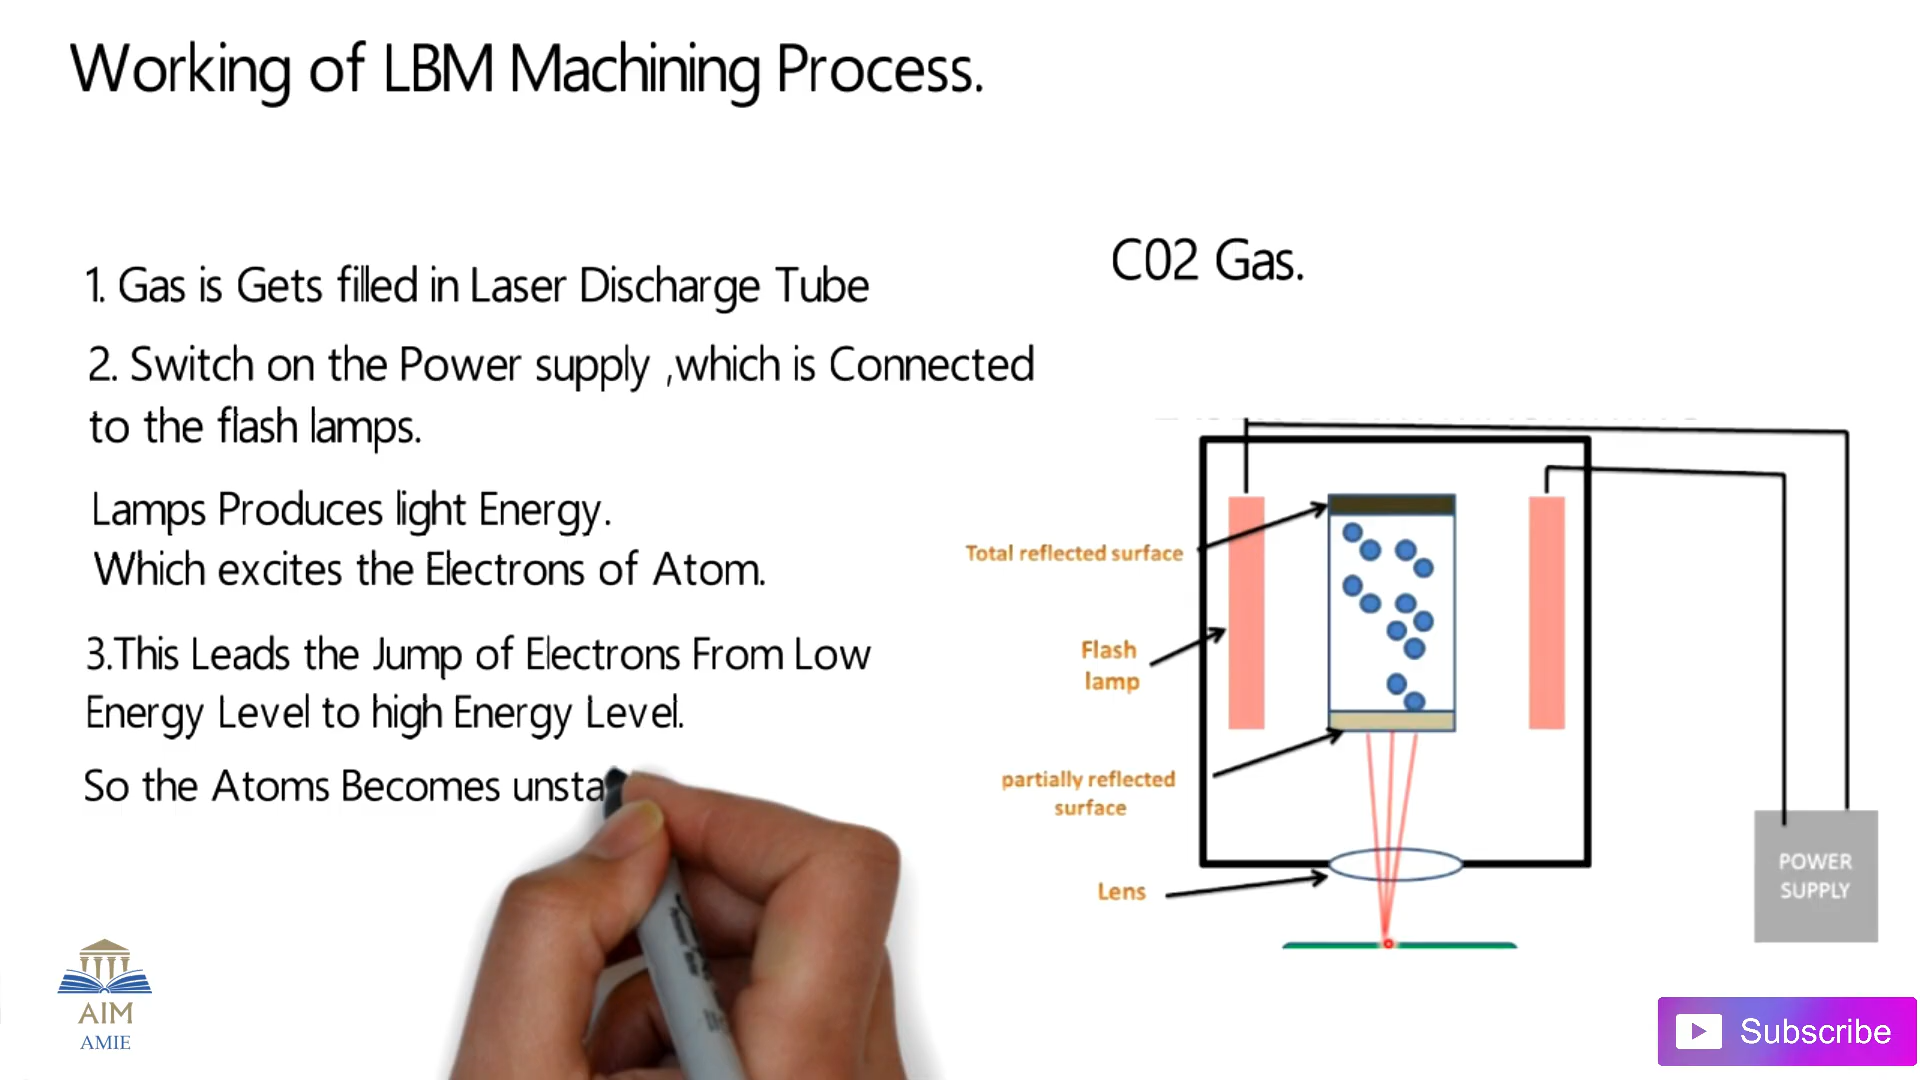 Working of LBM Machining Process.
C02 Gas.
1. Gas is Gets filled in Laser Discharge Tube
2. Switch on the Power supply ,which is Connected
to the flash lamps.
Lamps Produces light Energy.
Which excites the Electrons of Atom.
3.This Leads the Jump of Electrons From Low
Energy Level to high Energy Level.
So the Atoms Becomes unsta
Total reflected surface
Flash
lamp
partially reflected
surface
Lens
POWER
SUPPLY
AIM
AMIE
Subscribe